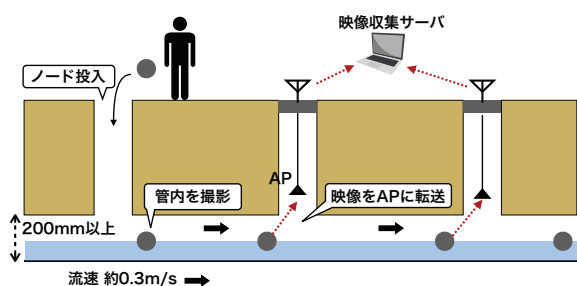 映像収集サーバ
ノード投入
AP
管内を撮影
映像をAPに転送
200mm以上
流速 約0.3m/s